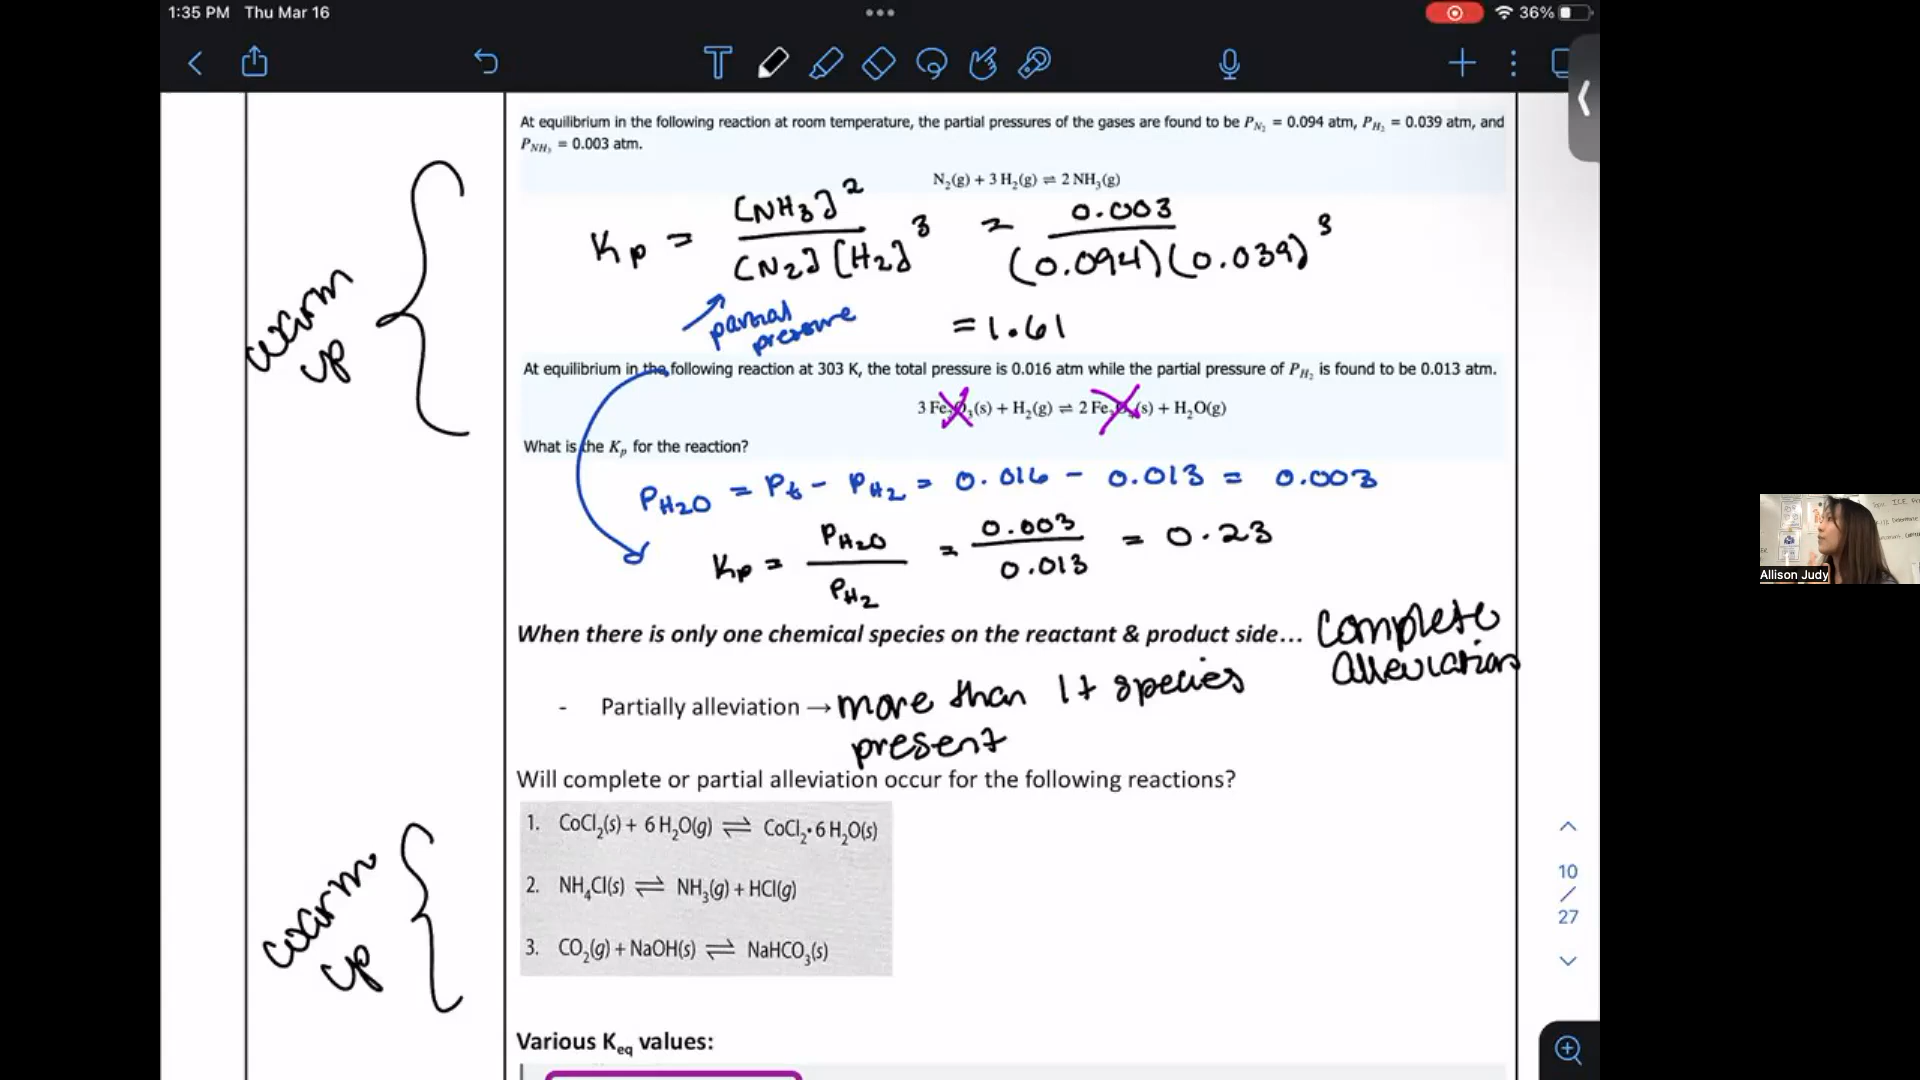 1:35 PM Thu Mar 16
36%
At equilibrium in the following reaction at room temperature, the partial pressures of the gases are found to be P_N₂ = 0.094 atm, P_H₂ = 0.039 atm, and
P_NH₃ = 0.003 atm.
N₂(g) + 3 H₂(g) ⇌ 2 NH₃(g)
Kp = [NH3]² / [N2] [H2]³ = 0.003 / (0.094)(0.039)³
partial
pressure
= 1.61
warm
up
At equilibrium in the following reaction at 303 K, the total pressure is 0.016 atm while the partial pressure of P_H₂ is found to be 0.013 atm.
3 Fe₂O₃(s) + H₂(g) ⇌ 2 Fe₃O₄(s) + H₂O(g)
What is the Kp for the reaction?
P_H2O = Pt - P_H2 = 0.016 - 0.013 = 0.003
Kp = P_H2O / P_H2 = 0.003 / 0.013 = 0.23
When there is only one chemical species on the reactant & product side... complete
alleviation
- Partially alleviation → more than 1+ species
present
Will complete or partial alleviation occur for the following reactions?
1. CoCl₂(s) + 6 H₂O(g) ⇌ CoCl₂•6 H₂O(s)
2. NH₄Cl(s) ⇌ NH₃(g) + HCl(g)
3. CO₂(g) + NaOH(s) ⇌ NaHCO₃(s)
warm
up
Various Keq values:
10
/
27
Allison Judy